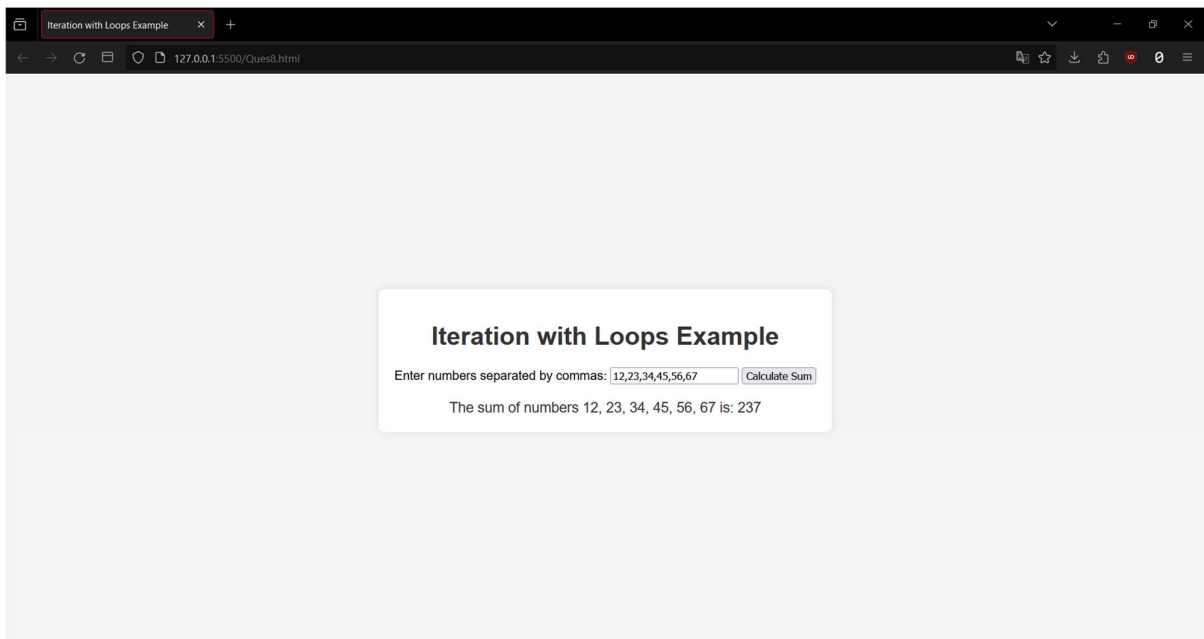 Iteration with Loops Example
127.0.0.1:5500/Ques8.html
Iteration with Loops Example
Enter numbers separated by commas: 12,23,34,45,56,67 Calculate Sum
The sum of numbers 12, 23, 34, 45, 56, 67 is: 237